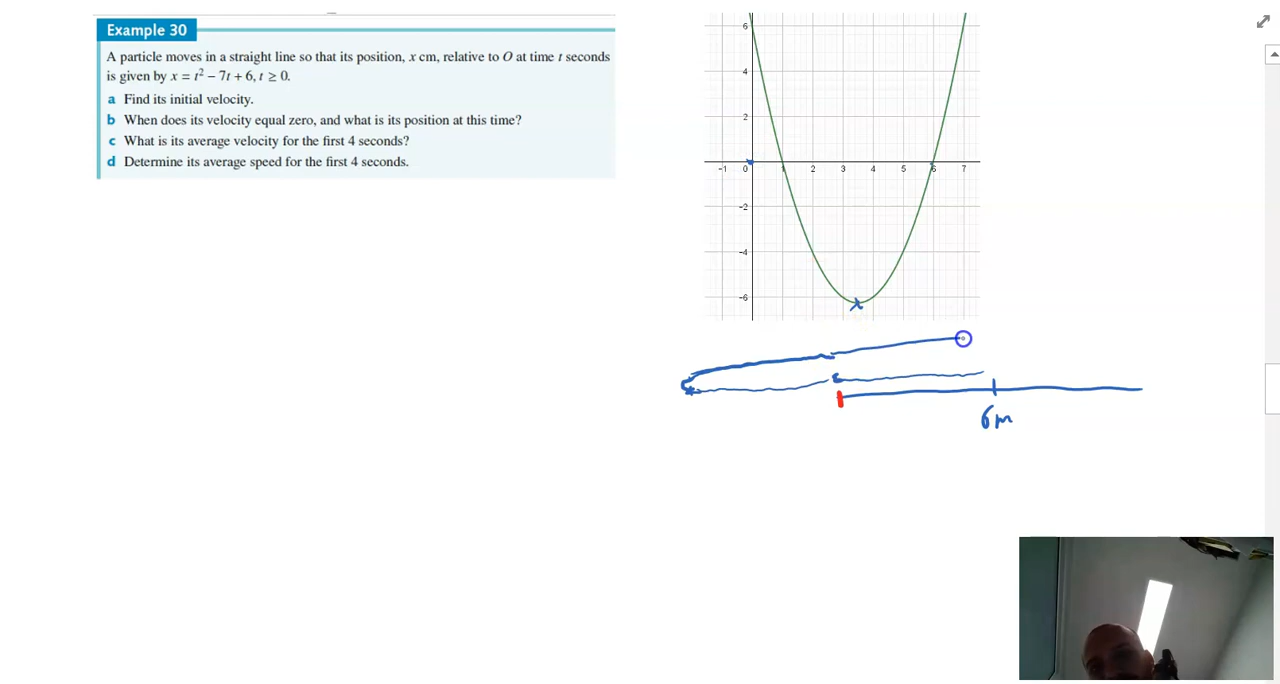 Example 30
A particle moves in a straight line so that its position, x cm, relative to O at time t seconds
is given by x = t² − 7t + 6, t ≥ 0.
a Find its initial velocity.
b When does its velocity equal zero, and what is its position at this time?
c What is its average velocity for the first 4 seconds?
d Determine its average speed for the first 4 seconds.
6
4
2
-1 0 1 2 3 4 5 6 7
-2
-4
-6
6m